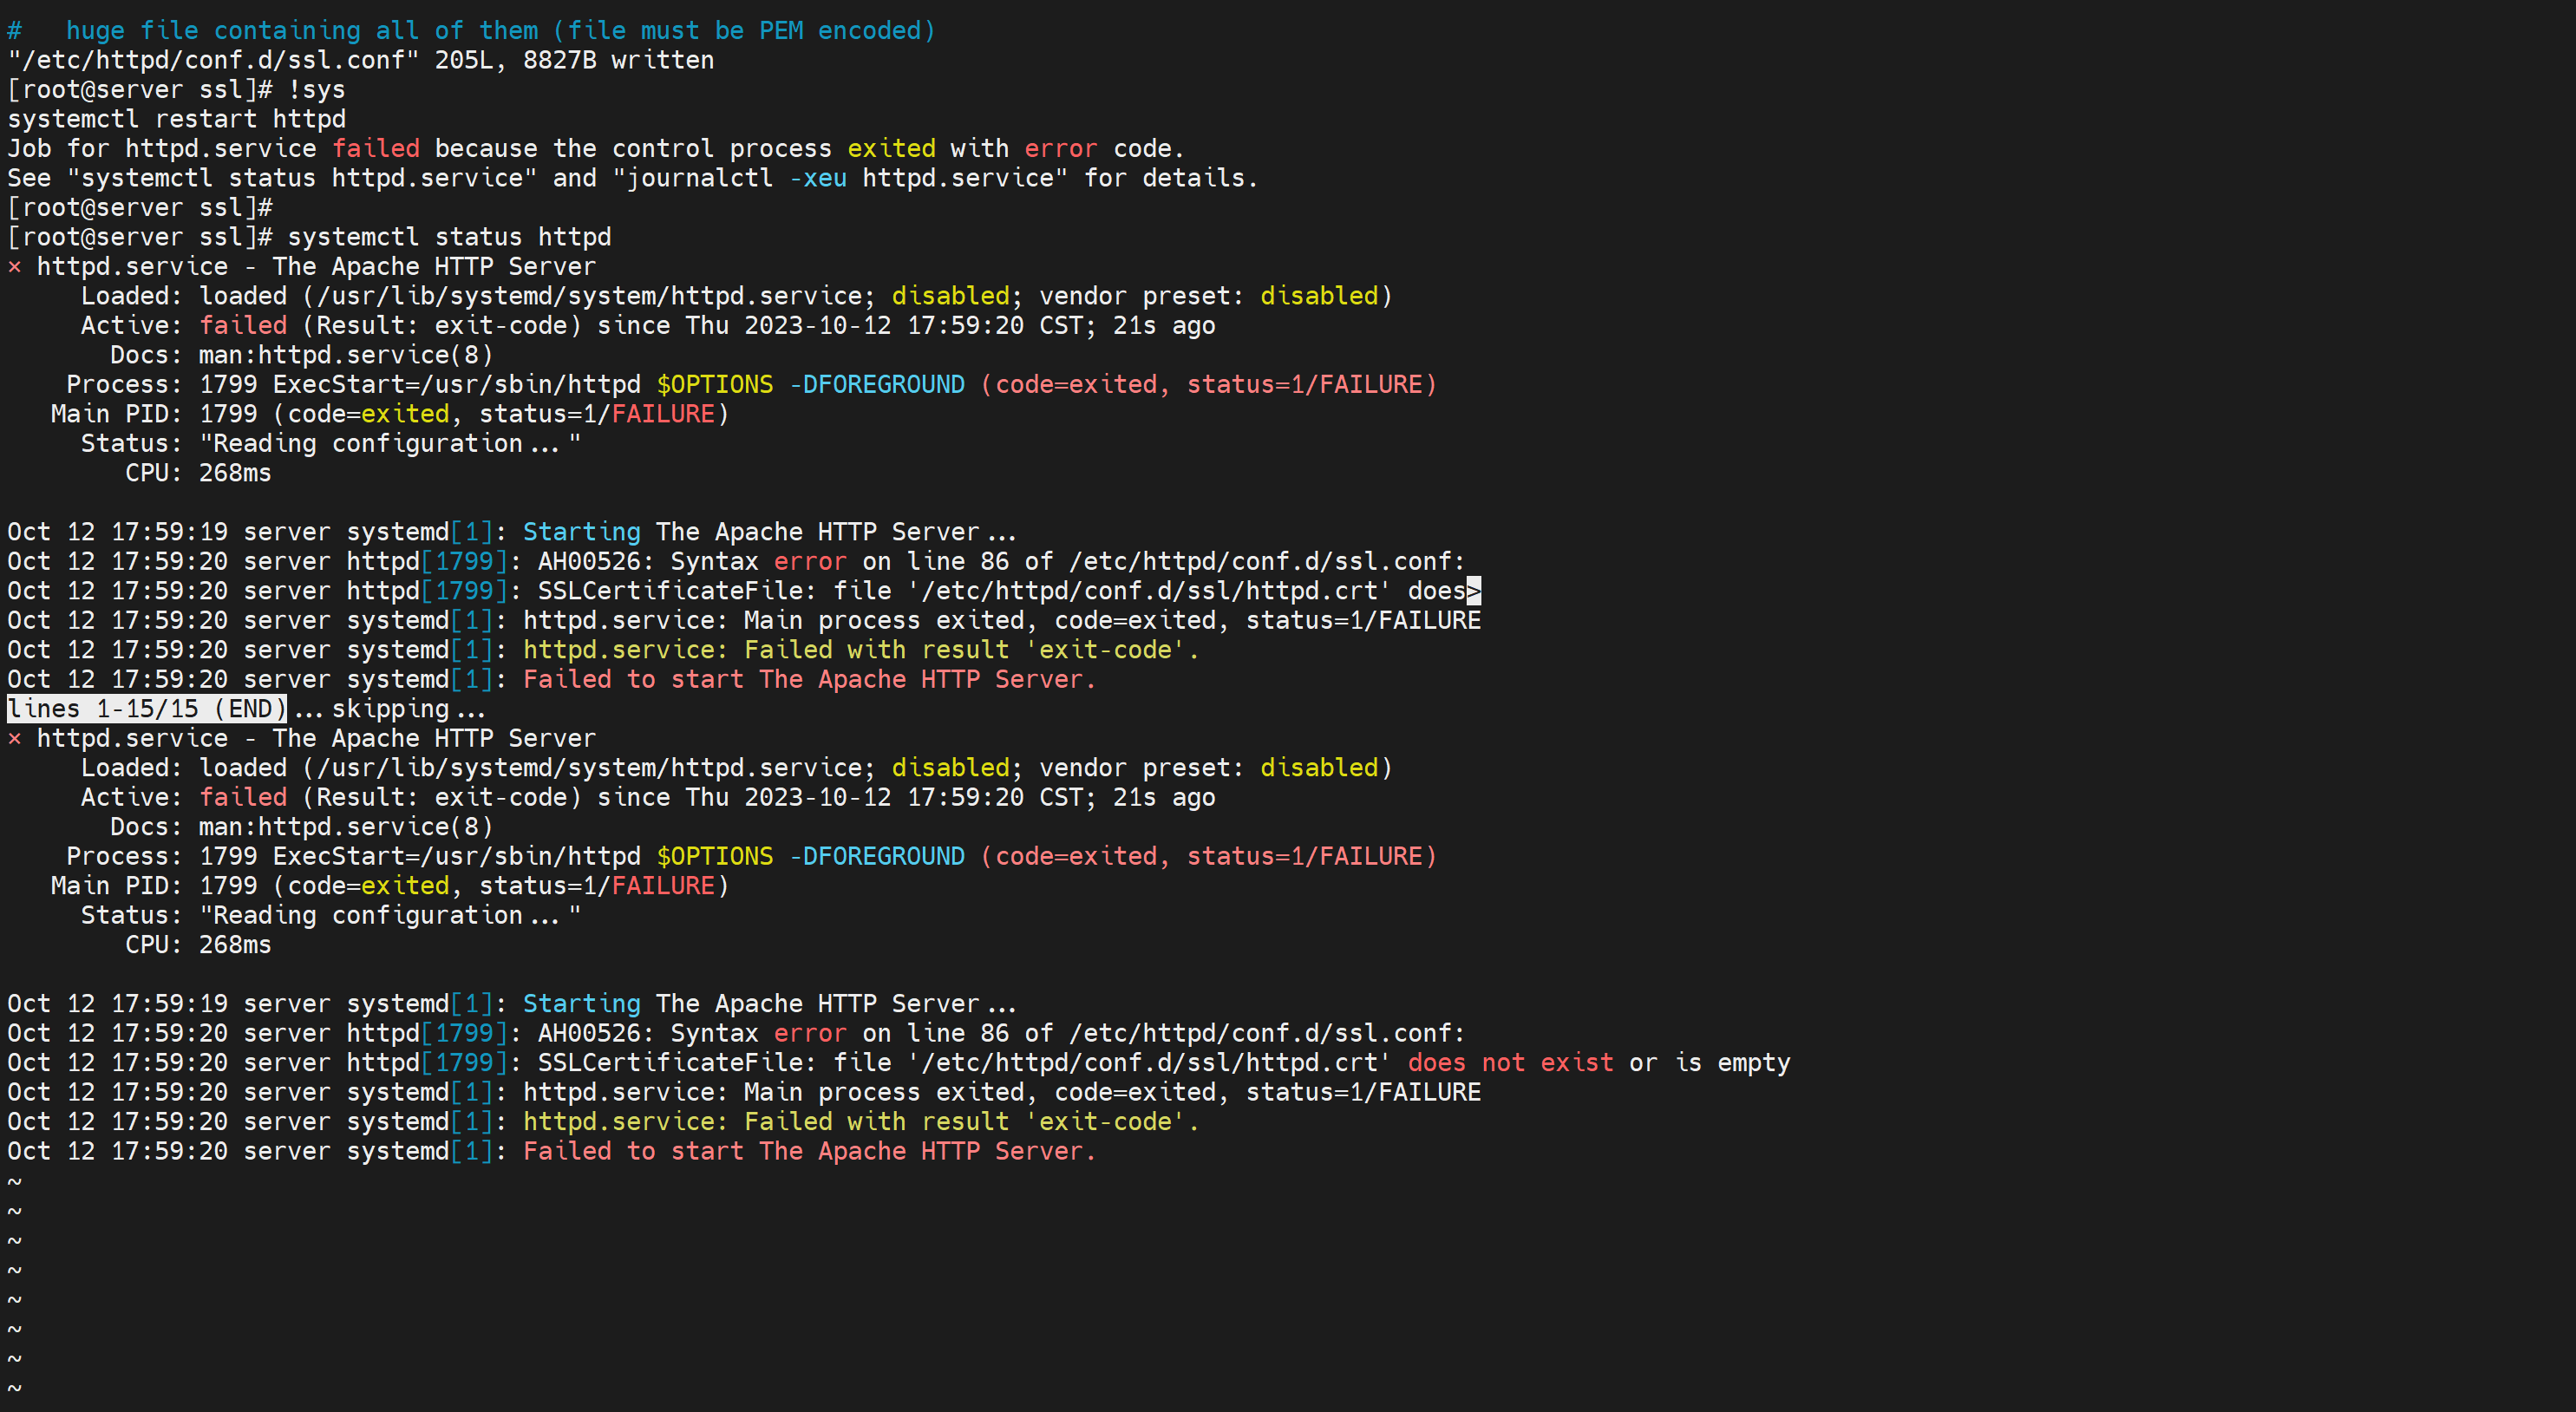 #   huge file containing all of them (file must be PEM encoded)
"/etc/httpd/conf.d/ssl.conf" 205L, 8827B written
[root@server ssl]# !sys
systemctl restart httpd
Job for httpd.service failed because the control process exited with error code.
See "systemctl status httpd.service" and "journalctl -xeu httpd.service" for details.
[root@server ssl]#
[root@server ssl]# systemctl status httpd
× httpd.service - The Apache HTTP Server
     Loaded: loaded (/usr/lib/systemd/system/httpd.service; disabled; vendor preset: disabled)
     Active: failed (Result: exit-code) since Thu 2023-10-12 17:59:20 CST; 21s ago
       Docs: man:httpd.service(8)
    Process: 1799 ExecStart=/usr/sbin/httpd $OPTIONS -DFOREGROUND (code=exited, status=1/FAILURE)
   Main PID: 1799 (code=exited, status=1/FAILURE)
     Status: "Reading configuration..."
        CPU: 268ms

Oct 12 17:59:19 server systemd[1]: Starting The Apache HTTP Server...
Oct 12 17:59:20 server httpd[1799]: AH00526: Syntax error on line 86 of /etc/httpd/conf.d/ssl.conf:
Oct 12 17:59:20 server httpd[1799]: SSLCertificateFile: file '/etc/httpd/conf.d/ssl/httpd.crt' does>
Oct 12 17:59:20 server systemd[1]: httpd.service: Main process exited, code=exited, status=1/FAILURE
Oct 12 17:59:20 server systemd[1]: httpd.service: Failed with result 'exit-code'.
Oct 12 17:59:20 server systemd[1]: Failed to start The Apache HTTP Server.
lines 1-15/15 (END)...skipping...
× httpd.service - The Apache HTTP Server
     Loaded: loaded (/usr/lib/systemd/system/httpd.service; disabled; vendor preset: disabled)
     Active: failed (Result: exit-code) since Thu 2023-10-12 17:59:20 CST; 21s ago
       Docs: man:httpd.service(8)
    Process: 1799 ExecStart=/usr/sbin/httpd $OPTIONS -DFOREGROUND (code=exited, status=1/FAILURE)
   Main PID: 1799 (code=exited, status=1/FAILURE)
     Status: "Reading configuration..."
        CPU: 268ms

Oct 12 17:59:19 server systemd[1]: Starting The Apache HTTP Server...
Oct 12 17:59:20 server httpd[1799]: AH00526: Syntax error on line 86 of /etc/httpd/conf.d/ssl.conf:
Oct 12 17:59:20 server httpd[1799]: SSLCertificateFile: file '/etc/httpd/conf.d/ssl/httpd.crt' does not exist or is empty
Oct 12 17:59:20 server systemd[1]: httpd.service: Main process exited, code=exited, status=1/FAILURE
Oct 12 17:59:20 server systemd[1]: httpd.service: Failed with result 'exit-code'.
Oct 12 17:59:20 server systemd[1]: Failed to start The Apache HTTP Server.
~
~
~
~
~
~
~
~